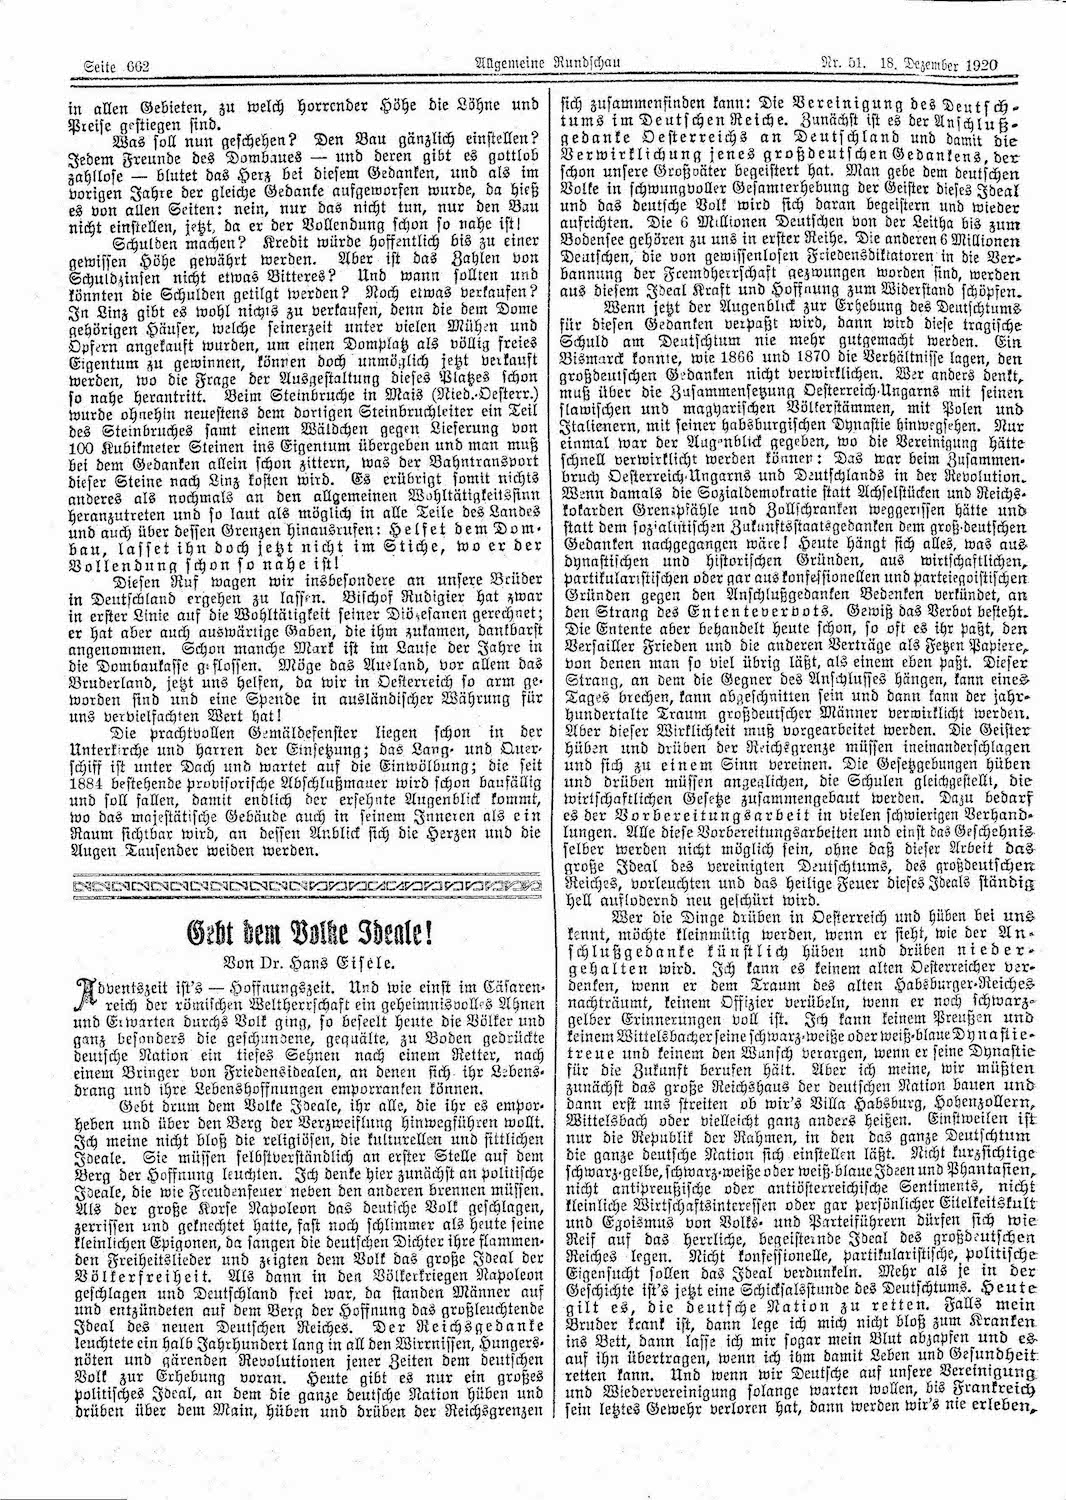 Seite 662
Allgemeine Rundschau
Nr. 51. 18. Dezember 1920
in allen Gebieten, zu welch horrender Höhe die Löhne und
Preise gestiegen sind.
Was soll nun geschehen? Den Bau gänzlich einstellen?
Jedem Freunde des Dombaues — und deren gibt es gottlob
zahllose — blutet das Herz bei diesem Gedanken, und als im
vorigen Jahre der gleiche Gedanke aufgeworfen wurde, da hieß
es von allen Seiten: nein, nur das nicht tun, nur den Bau
nicht einstellen, jetzt, da er der Vollendung schon so nahe ist!
Schulden machen? Kredit würde hoffentlich bis zu einer
gewissen Höhe gewährt werden. Aber ist das Zahlen von
Schuldzinsen nicht etwas Bitteres? Und wann sollten und
könnten die Schulden getilgt werden? Noch etwas verkaufen?
In Linz gibt es wohl nichts zu verkaufen, denn die dem Dome
gehörigen Häuser, welche seinerzeit unter vielen Mühen und
Opfern angekauft wurden, um einen Domplatz als völlig freies
Eigentum zu gewinnen, können doch unmöglich jetzt verkauft
werden, wo die Frage der Ausgestaltung dieses Platzes schon
so nahe herantritt. Beim Steinbruche in Mais (Nied.-Oesterr.)
wurde ohnehin neuestens dem dortigen Steinbruchleiter ein Teil
des Steinbruches samt einem Wäldchen gegen Lieferung von
100 Kubikmeter Steinen ins Eigentum übergeben und man muß
bei dem Gedanken allein schon zittern, was der Bahntransport
dieser Steine nach Linz kosten wird. Es erübrigt somit nichts
anderes als nochmals an den allgemeinen Wohltätigkeitssinn
heranzutreten und so laut als möglich in alle Teile des Landes
und auch über dessen Grenzen hinausrufen: Helfet dem Dom-
bau, lasset ihn doch jetzt nicht im Stiche, wo er der
Vollendung schon so nahe ist!
Diesen Ruf wagen wir insbesondere an unsere Brüder
in Deutschland ergehen zu lassen. Bischof Rudigier hat zwar
in erster Linie auf die Wohltätigkeit seiner Diözesanen gerechnet;
er hat aber auch auswärtige Gaben, die ihm zukamen, dankbarst
angenommen. Schon manche Mark ist im Laufe der Jahre in
die Dombaukasse geflossen. Möge das Ausland, vor allem das
Bruderland, jetzt uns helfen, da wir in Oesterreich so arm ge-
worden sind und eine Spende in ausländischer Währung für
uns vervielfachten Wert hat!
Die prachtvollen Gemäldefenster liegen schon in der
Unterkirche und harren der Einsetzung; das Lang- und Quer-
schiff ist unter Dach und wartet auf die Einwölbung; die seit
1884 bestehende provisorische Abschlußmauer wird schon baufällig
und soll fallen, damit endlich der ersehnte Augenblick kommt,
wo das majestätische Gebäude auch in seinem Inneren als ein
Raum sichtbar wird, an dessen Anblick sich die Herzen und die
Augen Tausender weiden werden.
Gebt dem Volke Ideale!
Von Dr. Hans Eisele.
Adventszeit ist's — Hoffnungszeit. Und wie einst im Cäsaren-
reich der römischen Weltherrschaft ein geheimnisvolles Ahnen
und Erwarten durchs Volk ging, so beseelt heute die Völker und
ganz besonders die geschundene, gequälte, zu Boden gedrückte
deutsche Nation ein tiefes Sehnen nach einem Retter, nach
einem Bringer von Friedensidealen, an denen sich ihr Lebens-
drang und ihre Lebenshoffnungen emporranken können.
Gebt drum dem Volke Ideale, ihr alle, die ihr es empor-
heben und über den Berg der Verzweiflung hinwegführen wollt.
Ich meine nicht bloß die religiösen, die kulturellen und sittlichen
Ideale. Sie müssen selbstverständlich an erster Stelle auf dem
Berg der Hoffnung leuchten. Ich denke hier zunächst an politische
Ideale, die wie Freudenfeuer neben den anderen brennen müssen.
Als der große Korse Napoleon das deutsche Volk geschlagen,
zerrissen und geknechtet hatte, fast noch schlimmer als heute seine
kleinlichen Epigonen, da sangen die deutschen Dichter ihre flammen-
den Freiheitslieder und zeigten dem Volk das große Ideal der
Völkerfreiheit. Als dann in den Völkerkriegen Napoleon
geschlagen und Deutschland frei war, da standen Männer auf
und entzündeten auf dem Berg der Hoffnung das großleuchtende
Ideal des neuen Deutschen Reiches. Der Reichsgedanke
leuchtete ein halb Jahrhundert lang in all den Wirrnissen, Hungers-
nöten und gärenden Revolutionen jener Zeiten dem deutschen
Volk zur Erhebung voran. Heute gibt es nur ein großes
politisches Ideal, an dem die ganze deutsche Nation hüben und
drüben über dem Main, hüben und drüben der Reichsgrenzen
sich zusammenfinden kann: Die Vereinigung des Deutsch-
tums im Deutschen Reiche. Zunächst ist es der Anschluß-
gedanke Oesterreichs an Deutschland und damit die
Verwirklichung jenes großdeutschen Gedankens, der
schon unsere Großväter begeistert hat. Man gebe dem deutschen
Volke in schwungvoller Gesamterhebung der Geister dieses Ideal
und das deutsche Volk wird sich daran begeistern und wieder
aufrichten. Die 6 Millionen Deutschen von der Leitha bis zum
Bodensee gehören zu uns in erster Reihe. Die anderen 6 Millionen
Deutschen, die von gewissenlosen Friedensdiktatoren in die Ver-
bannung der Fremdherrschaft gezwungen worden sind, werden
aus diesem Ideal Kraft und Hoffnung zum Widerstand schöpfen.
Wenn jetzt der Augenblick zur Erhebung des Deutschtums
für diesen Gedanken verpaßt wird, dann wird diese tragische
Schuld am Deutschtum nie mehr gutgemacht werden. Ein
Bismarck konnte, wie 1866 und 1870 die Verhältnisse lagen, den
großdeutschen Gedanken nicht verwirklichen. Wer anders denkt,
muß über die Zusammensetzung Oesterreich-Ungarns mit seinen
slawischen und magyarischen Völkerstämmen, mit Polen und
Italienern, mit seiner habsburgischen Dynastie hinwegsehen. Nur
einmal war der Augenblick gegeben, wo die Vereinigung hätte
schnell verwirklicht werden können: Das war beim Zusammen-
bruch Oesterreich-Ungarns und Deutschlands in der Revolution.
Wenn damals die Sozialdemokratie statt Achselstücken und Reichs-
kokarden Grenzpfähle und Zollschranken weggerissen hätte und
statt dem sozialistischen Zukunftsstaatsgedanken dem groß-deutschen
Gedanken nachgegangen wäre! Heute hängt sich alles, was aus
dynastischen und historischen Gründen, aus wirtschaftlichen,
partikularistischen oder gar aus konfessionellen und parteiegoistischen
Gründen gegen den Anschlußgedanken Bedenken verkündet, an
den Strang des Ententeverbots. Gewiß das Verbot besteht.
Die Entente aber behandelt heute schon, so oft es ihr paßt, den
Versailler Frieden und die anderen Verträge als Fetzen Papiere,
von denen man so viel übrig läßt, als einem eben paßt. Dieser
Strang, an dem die Gegner des Anschlusses hängen, kann eines
Tages brechen, kann abgeschnitten sein und dann kann der jahr-
hundertalte Traum großdeutscher Männer verwirklicht werden.
Aber dieser Wirklichkeit muß vorgearbeitet werden. Die Geister
hüben und drüben der Reichsgrenze müssen ineinanderschlagen
und sich zu einem Sinn vereinen. Die Gesetzgebungen hüben
und drüben müssen angeglichen, die Schulen gleichgestellt, die
wirtschaftlichen Gesetze zusammengebaut werden. Dazu bedarf
es der Vorbereitungsarbeit in vielen schwierigen Verhand-
lungen. Alle diese Vorbereitungsarbeiten und einst das Geschehnis
selber werden nicht möglich sein, ohne daß dieser Arbeit das
große Ideal des vereinigten Deutschtums, des großdeutschen
Reiches, vorleuchten und das heilige Feuer dieses Ideals ständig
hell auflodernd neu geschürt wird.
Wer die Dinge drüben in Oesterreich und hüben bei uns
kennt, möchte kleinmütig werden, wenn er sieht, wie der An-
schlußgedanke künstlich hüben und drüben nieder-
gehalten wird. Ich kann es keinem alten Oesterreicher ver-
denken, wenn er dem Traum des alten Habsburger-Reiches
nachträumt, keinem Offizier verübeln, wenn er noch schwarz-
gelber Erinnerungen voll ist. Ich kann keinem Preußen und
keinem Wittelsbacher seine schwarz-weiße oder weiß-blaue Dynastie-
treue und keinem den Wunsch verargen, wenn er seine Dynastie
für die Zukunft berufen hält. Aber ich meine, wir müßten
zunächst das große Reichshaus der deutschen Nation bauen und
dann erst uns streiten ob wir's Villa Habsburg, Hohenzollern,
Wittelsbach oder vielleicht ganz anders heißen. Einstweilen ist
nur die Republik der Rahmen, in den das ganze Deutschtum
die ganze deutsche Nation sich einstellen läßt. Nicht kurzsichtige
schwarz-gelbe, schwarz-weiße oder weiß-blaue Ideen und Phantasien,
nicht antipreußische oder antiösterreichische Sentiments, nicht
kleinliche Wirtschaftsinteressen oder gar persönlicher Eitelkeitskult
und Egoismus von Volks- und Parteiführern dürfen sich wie
Reif auf das herrliche, begeisternde Ideal des großdeutschen
Reiches legen. Nicht konfessionelle, partikularistische, politische
Eigensucht sollen das Ideal verdunkeln. Mehr als je in der
Geschichte ist's jetzt eine Schicksalsstunde des Deutschtums. Heute
gilt es, die deutsche Nation zu retten. Falls mein
Bruder krank ist, dann lege ich mich nicht bloß zum Kranken
ins Bett, dann lasse ich mir sogar mein Blut abzapfen und es
auf ihn übertragen, wenn ich ihm damit Leben und Gesundheit
retten kann. Und wenn wir Deutsche auf unsere Vereinigung
und Wiedervereinigung solange warten wollen, bis Frankreich
sein letztes Gewehr verloren hat, dann werden wir's nie erleben,